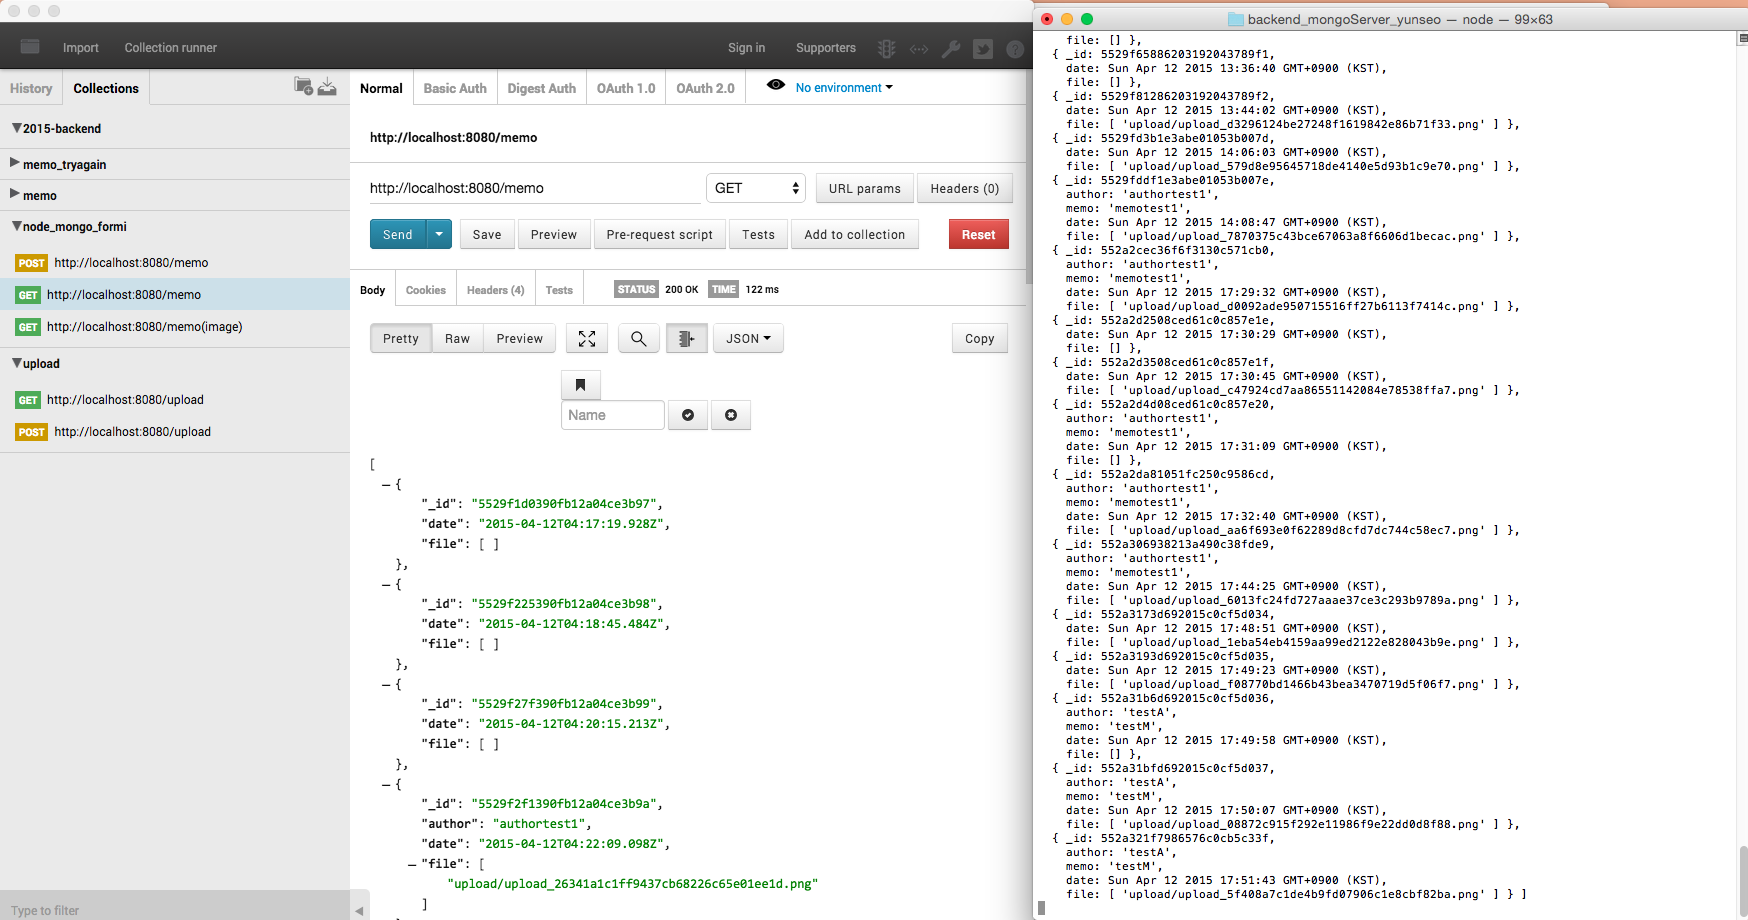 Import
Collection runner
Sign in
Supporters
History
Collections
2015-backend
memo_tryagain
memo
node_mongo_formi
POST http://localhost:8080/memo
GET http://localhost:8080/memo
GET http://localhost:8080/memo(image)
upload
GET http://localhost:8080/upload
POST http://localhost:8080/upload
Type to filter
Normal
Basic Auth
Digest Auth
OAuth 1.0
OAuth 2.0
No environment
http://localhost:8080/memo
http://localhost:8080/memo
GET
URL params
Headers (0)
Send
Save
Preview
Pre-request script
Tests
Add to collection
Reset
Body
Cookies
Headers (4)
Tests
STATUS 200 OK TIME 122 ms
Pretty
Raw
Preview
JSON
Copy
Name
[
{
"_id": "5529f1d0390fb12a04ce3b97",
"date": "2015-04-12T04:17:19.928Z",
"file": [ ]
},
{
"_id": "5529f225390fb12a04ce3b98",
"date": "2015-04-12T04:18:45.484Z",
"file": [ ]
},
{
"_id": "5529f27f390fb12a04ce3b99",
"date": "2015-04-12T04:20:15.213Z",
"file": [ ]
},
{
"_id": "5529f2f1390fb12a04ce3b9a",
"author": "authortest1",
"date": "2015-04-12T04:22:09.098Z",
"file": [
"upload/upload_26341a1c1ff9437cb68226c65e01ee1d.png"
]
backend_mongoServer_yunseo — node — 99×63
file: [] },
{ _id: 5529f65886203192043789f1,
date: Sun Apr 12 2015 13:36:40 GMT+0900 (KST),
file: [] },
{ _id: 5529f81286203192043789f2,
date: Sun Apr 12 2015 13:44:02 GMT+0900 (KST),
file: [ 'upload/upload_d3296124be27248f1619842e86b71f33.png' ] },
{ _id: 5529fd3b1e3abe01053b007d,
date: Sun Apr 12 2015 14:06:03 GMT+0900 (KST),
file: [ 'upload/upload_579d8e95645718de4140e5d93b1c9e70.png' ] },
{ _id: 5529fddf1e3abe01053b007e,
author: 'authortest1',
memo: 'memotest1',
date: Sun Apr 12 2015 14:08:47 GMT+0900 (KST),
file: [ 'upload/upload_7870375c43bce67063a8f6606d1becac.png' ] },
{ _id: 552a2cec36f6f3130c571cb0,
author: 'authortest1',
memo: 'memotest1',
date: Sun Apr 12 2015 17:29:32 GMT+0900 (KST),
file: [ 'upload/upload_d0092ade950715516ff27b6113f7414c.png' ] },
{ _id: 552a2d2508ced61c0c857e1e,
date: Sun Apr 12 2015 17:30:29 GMT+0900 (KST),
file: [] },
{ _id: 552a2d3508ced61c0c857e1f,
date: Sun Apr 12 2015 17:30:45 GMT+0900 (KST),
file: [ 'upload/upload_c47924cd7aa86551142084e78538ffa7.png' ] },
{ _id: 552a2d4d08ced61c0c857e20,
author: 'authortest1',
memo: 'memotest1',
date: Sun Apr 12 2015 17:31:09 GMT+0900 (KST),
file: [] },
{ _id: 552a2da81051fc250c9586cd,
author: 'authortest1',
memo: 'memotest1',
date: Sun Apr 12 2015 17:32:40 GMT+0900 (KST),
file: [ 'upload/upload_aa6f693e0f62289d8cfd7dc744c58ec7.png' ] },
{ _id: 552a306938213a490c38fde9,
author: 'authortest1',
memo: 'memotest1',
date: Sun Apr 12 2015 17:44:25 GMT+0900 (KST),
file: [ 'upload/upload_6013fc24fd727aaae37ce3c293b9789a.png' ] },
{ _id: 552a3173d692015c0cf5d034,
date: Sun Apr 12 2015 17:48:51 GMT+0900 (KST),
file: [ 'upload/upload_1eba54eb4159aa99ed2122e828043b9e.png' ] },
{ _id: 552a3193d692015c0cf5d035,
date: Sun Apr 12 2015 17:49:23 GMT+0900 (KST),
file: [ 'upload/upload_f08770bd1466b43bea3470719d5f06f7.png' ] },
{ _id: 552a31b6d692015c0cf5d036,
author: 'testA',
memo: 'testM',
date: Sun Apr 12 2015 17:49:58 GMT+0900 (KST),
file: [] },
{ _id: 552a31bfd692015c0cf5d037,
author: 'testA',
memo: 'testM',
date: Sun Apr 12 2015 17:50:07 GMT+0900 (KST),
file: [ 'upload/upload_08872c915f292e11986f9e22dd0d8f88.png' ] },
{ _id: 552a321f7986576c0cb5c33f,
author: 'testA',
memo: 'testM',
date: Sun Apr 12 2015 17:51:43 GMT+0900 (KST),
file: [ 'upload/upload_5f408a7c1de4b9fd07906c1e8cbf82ba.png' ] } ]